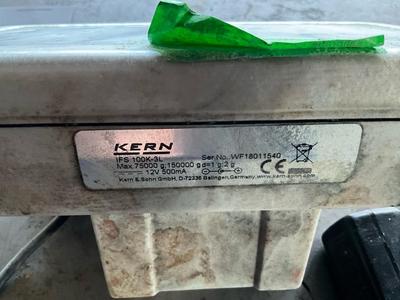 KERN
IFS 100K-3L Ser.No. WF18011540
Max 75000 g;150000 g d=1 g;2 g
12V 500mA CE
Kern & Sohn GmbH, D-72336 Balingen, Germany, www.kern-sohn.com